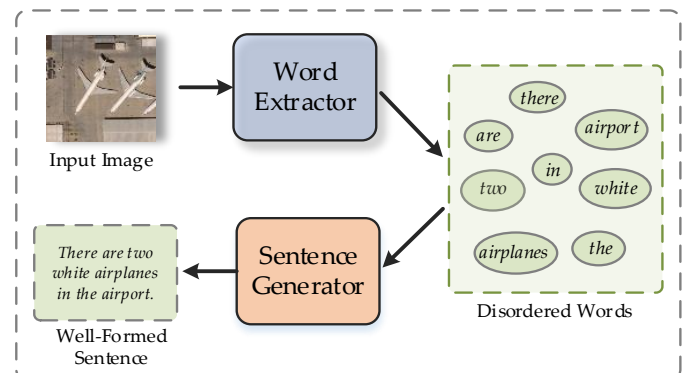 Input Image
Word
Extractor
there
are
airport
in
two
white
airplanes
the
Disordered Words
Sentence
Generator
There are two
white airplanes
in the airport.
Well-Formed
Sentence